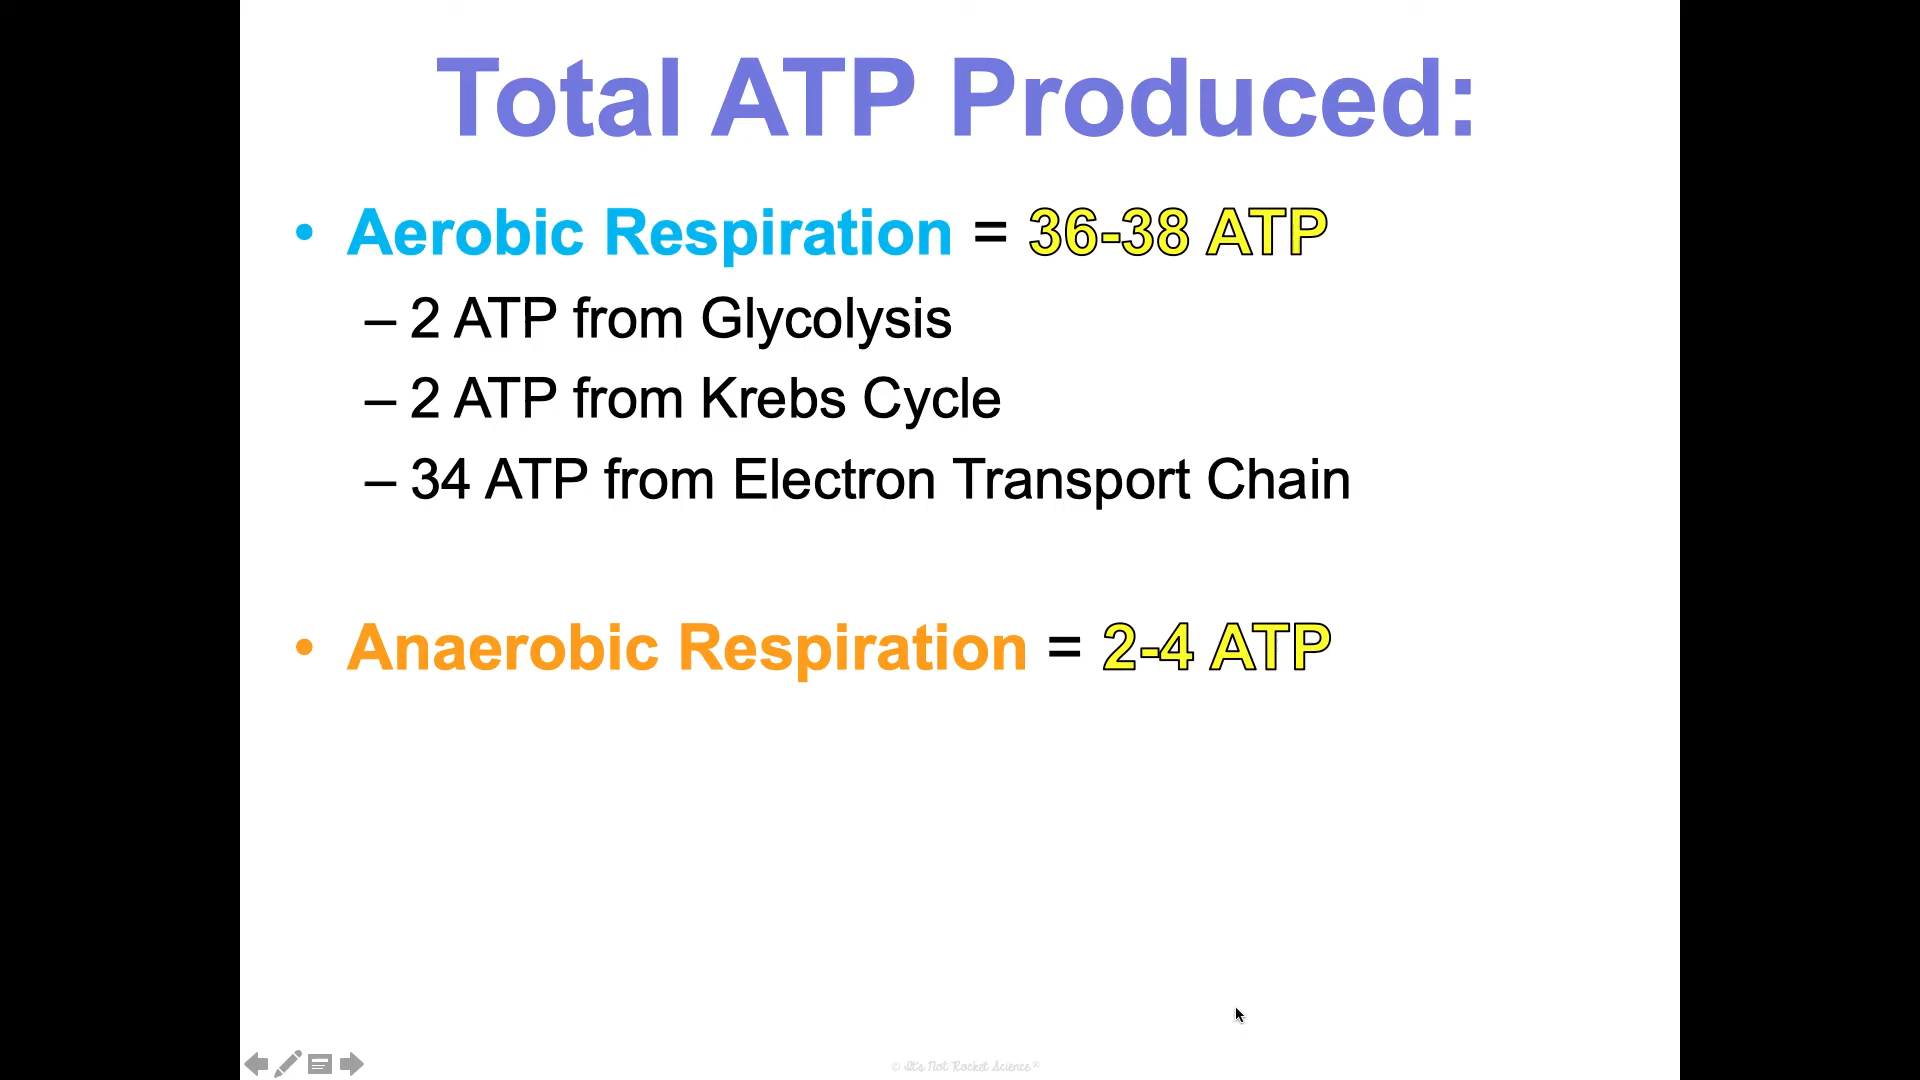 Total ATP Produced:
• Aerobic Respiration = 36-38 ATP
– 2 ATP from Glycolysis
– 2 ATP from Krebs Cycle
– 34 ATP from Electron Transport Chain
• Anaerobic Respiration = 2-4 ATP
© It's Not Rocket Science®